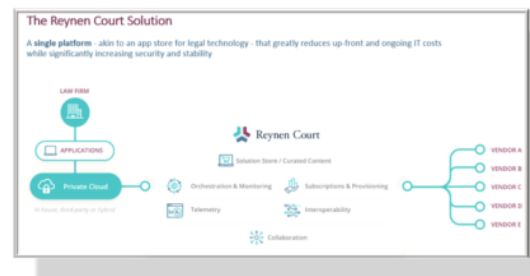 The Reynen Court Solution
A single platform - akin to an app store for legal technology - that greatly reduces up-front and ongoing IT costs
while significantly increasing security and stability
LAW FIRM
APPLICATIONS
Private Cloud
In house, third party or hybrid
Reynen Court
Solution Store / Curated Content
Orchestration & Monitoring
Subscriptions & Provisioning
Telemetry
Interoperability
Collaboration
VENDOR A
VENDOR B
VENDOR C
VENDOR D
VENDOR E